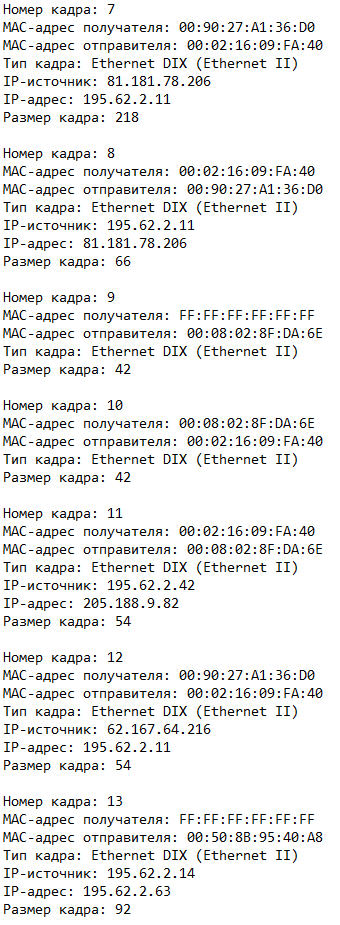 Номер кадра: 7
MAC-адрес получателя: 00:90:27:A1:36:D0
MAC-адрес отправителя: 00:02:16:09:FA:40
Тип кадра: Ethernet DIX (Ethernet II)
IP-источник: 81.181.78.206
IP-адрес: 195.62.2.11
Размер кадра: 218
Номер кадра: 8
MAC-адрес получателя: 00:02:16:09:FA:40
MAC-адрес отправителя: 00:90:27:A1:36:D0
Тип кадра: Ethernet DIX (Ethernet II)
IP-источник: 195.62.2.11
IP-адрес: 81.181.78.206
Размер кадра: 66
Номер кадра: 9
MAC-адрес получателя: FF:FF:FF:FF:FF:FF
MAC-адрес отправителя: 00:08:02:8F:DA:6E
Тип кадра: Ethernet DIX (Ethernet II)
Размер кадра: 42
Номер кадра: 10
MAC-адрес получателя: 00:08:02:8F:DA:6E
MAC-адрес отправителя: 00:02:16:09:FA:40
Тип кадра: Ethernet DIX (Ethernet II)
Размер кадра: 42
Номер кадра: 11
MAC-адрес получателя: 00:02:16:09:FA:40
MAC-адрес отправителя: 00:08:02:8F:DA:6E
Тип кадра: Ethernet DIX (Ethernet II)
IP-источник: 195.62.2.42
IP-адрес: 205.188.9.82
Размер кадра: 54
Номер кадра: 12
MAC-адрес получателя: 00:90:27:A1:36:D0
MAC-адрес отправителя: 00:02:16:09:FA:40
Тип кадра: Ethernet DIX (Ethernet II)
IP-источник: 62.167.64.216
IP-адрес: 195.62.2.11
Размер кадра: 54
Номер кадра: 13
MAC-адрес получателя: FF:FF:FF:FF:FF:FF
MAC-адрес отправителя: 00:50:8B:95:40:A8
Тип кадра: Ethernet DIX (Ethernet II)
IP-источник: 195.62.2.14
IP-адрес: 195.62.2.63
Размер кадра: 92